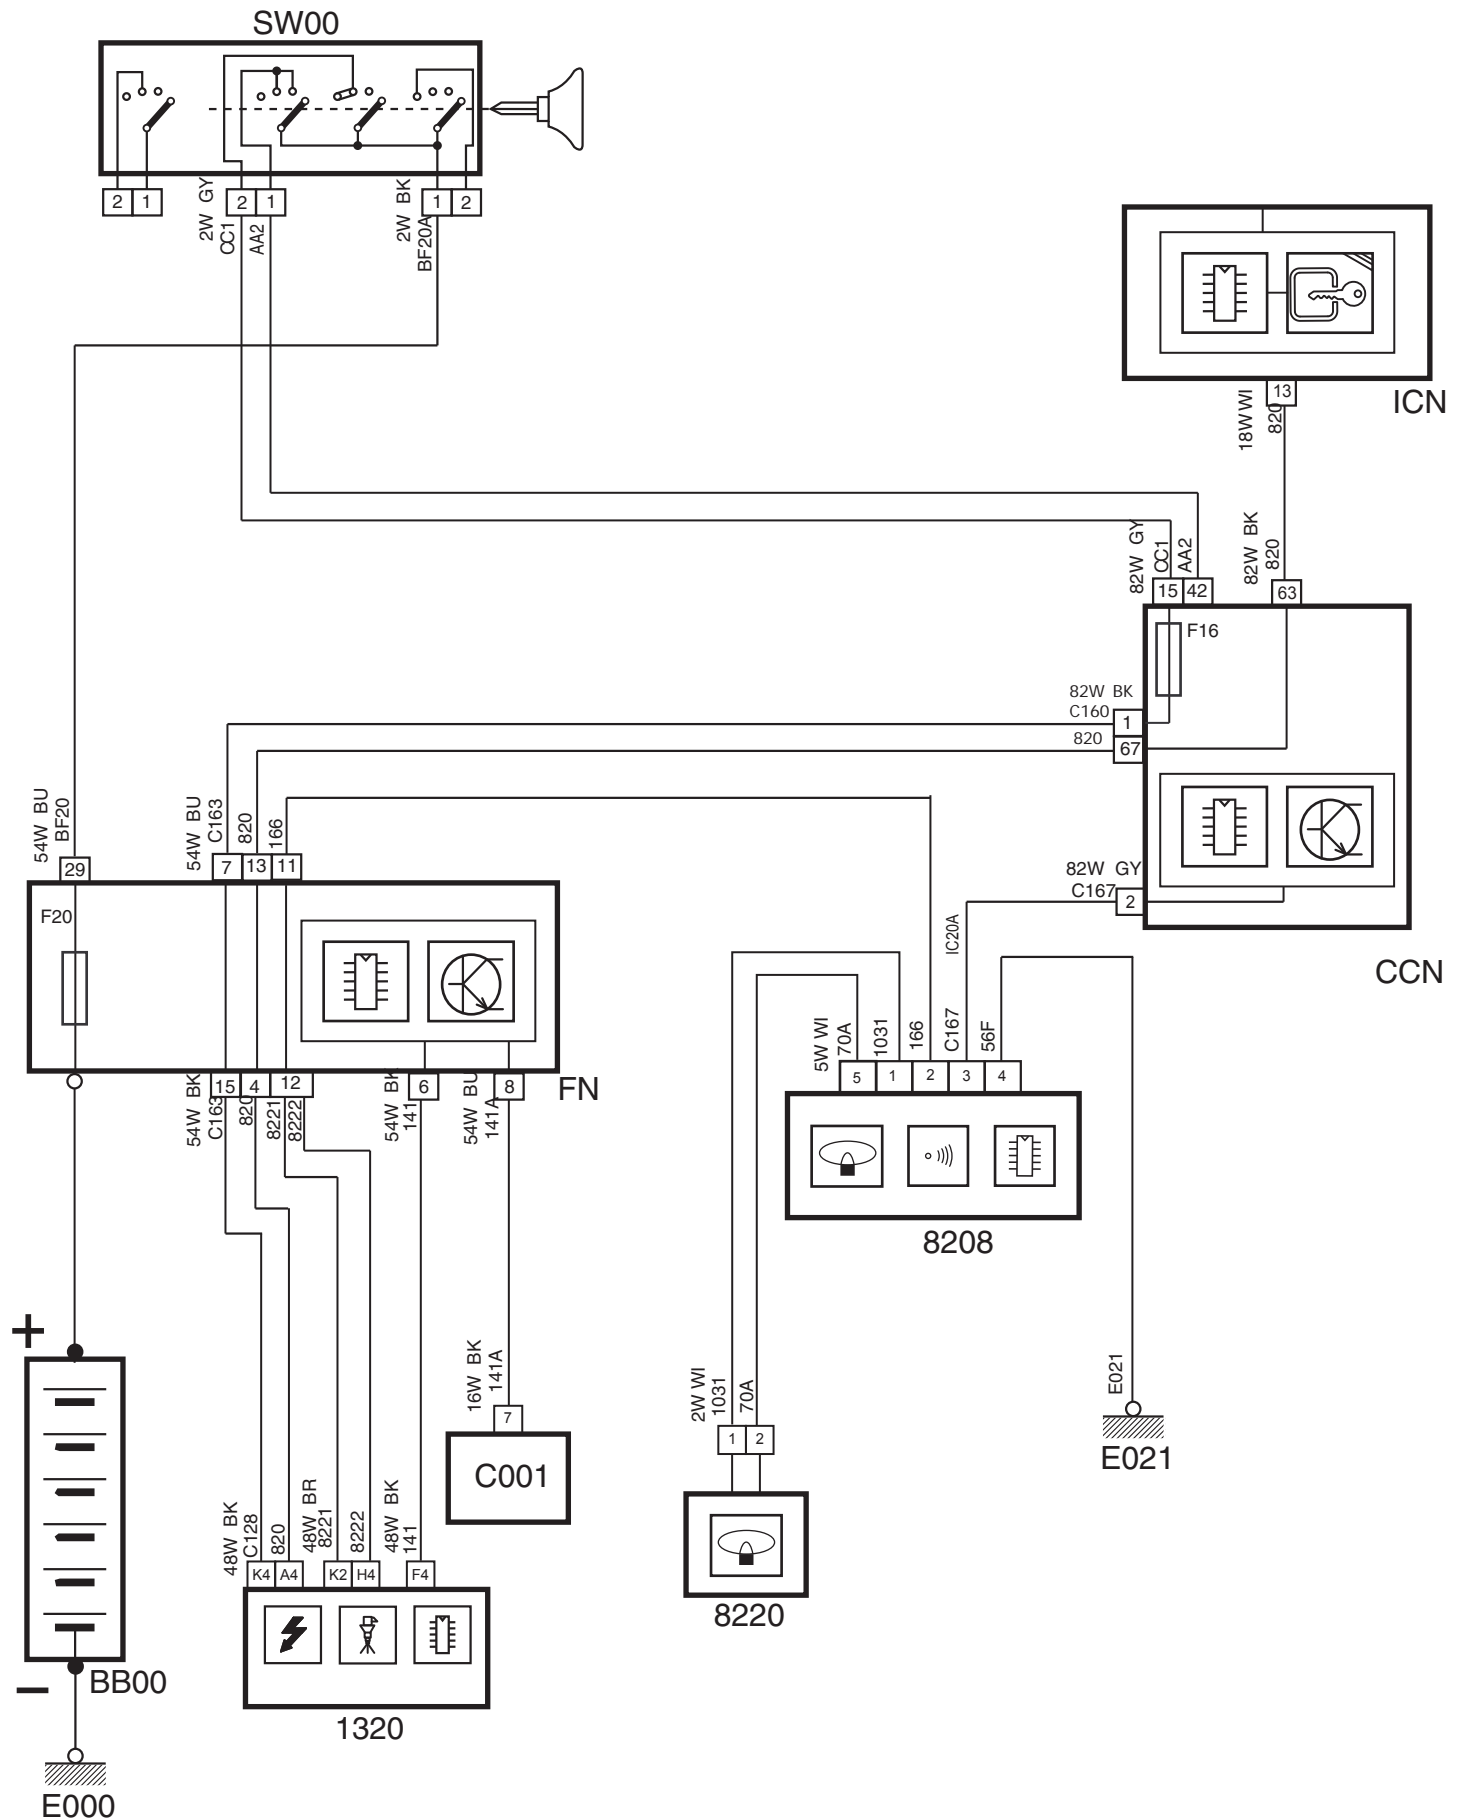 SW00
2 1
2 1
1 2
2W GY
CC1
AA2
2W BK
BF20A
ICN
13
18W WI
820
82W GY
CC1
AA2
82W BK
820
15 42
63
F16
82W BK
C160
1
820
67
82W GY
C167
2
CCN
54W BU
BF20
29
54W BU
C163
820
166
7 13 11
F20
FN
54W BK
C163
820
8221
8222
15 4 12
54W BK
141
6
54W BU
141A
8
5W WI
70A
1031
166
IC20A
C167
56F
5 1 2 3 4
8208
+
−
BB00
E000
16W BK
141A
7
C001
48W BK
C128
820
48W BR
8221
8222
48W BK
141
K4 A4 K2 H4 F4
1320
2W WI
1031
70A
1 2
8220
E021
E021